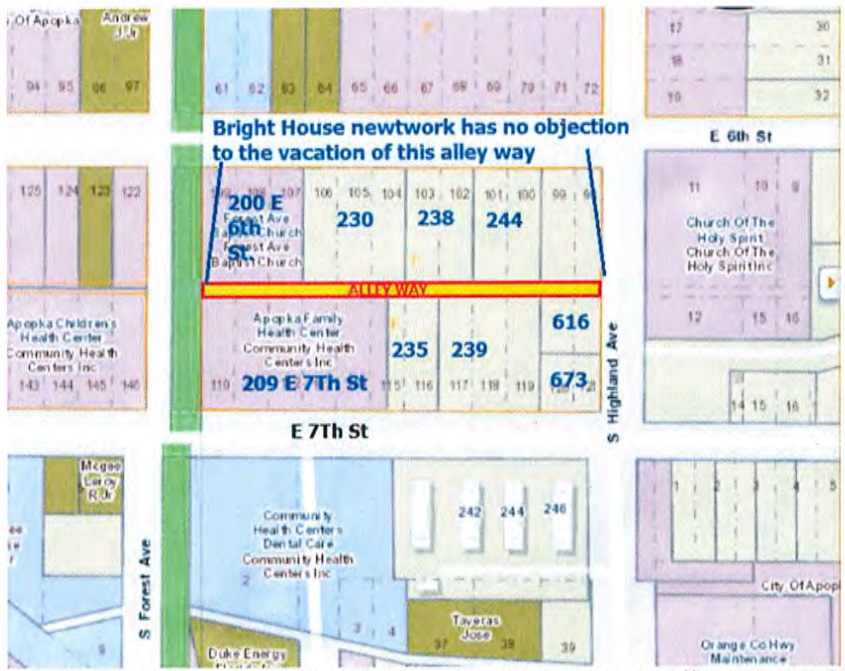 Of Apopka
Andrew
J Jr
94 95 96 97
61 62 63 64 65 66 67 68 69 70 71 72
17
18
19
30
31
32
Bright House newtwork has no objection
to the vacation of this alley way
E 6th St
125 124 123 122
107 106 105 104 103 102 101 100 99
200 E
6th
St.
Forest Ave
Baptist Church
Forest Ave
Baptist Church
230
238
244
11 10 9
Church Of The
Holy Spirit
Church Of The
Holy Spirit Inc
12 15 16
ALLEY WAY
Apopka Children's
Health Center
Community Health
Centers Inc
143 144 145 146
Apopka Family
Health Center
Community Health
Centers Inc
110
209 E 7Th St
235
239
616
673
115 116 117 118 119
S Highland Ave
14 15 16
E 7Th St
Mcgee
Leroy
R Jr
S Forest Ave
Community
Health Centers
Dental Care
Community Health
Centers Inc
2
3 4
242 244 246
1 2 3 4 5
City Of Apop
Taveras
Jose
37 38 39
Duke Energy
Orange Co Hwy
Maintenance
9